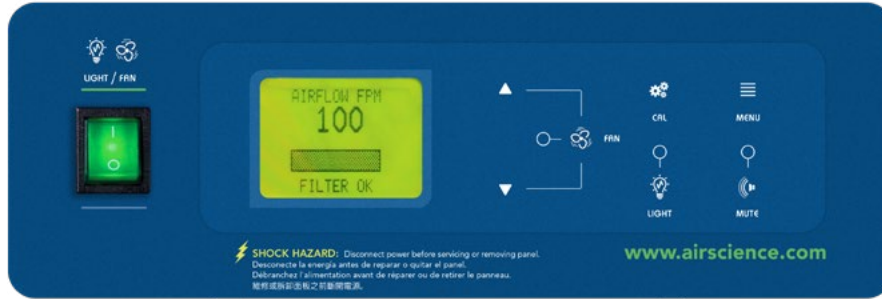 LIGHT / FAN
I
O
AIRFLOW FPM
100
FILTER OK
FAN
CAL
MENU
LIGHT
MUTE
SHOCK HAZARD: Disconnect power before servicing or removing panel.
Desconecte la energía antes de reparar o quitar el panel.
Débranchez l'alimentation avant de réparer ou de retirer le panneau.
維修或拆卸出板之前斷開電源。
www.airscience.com